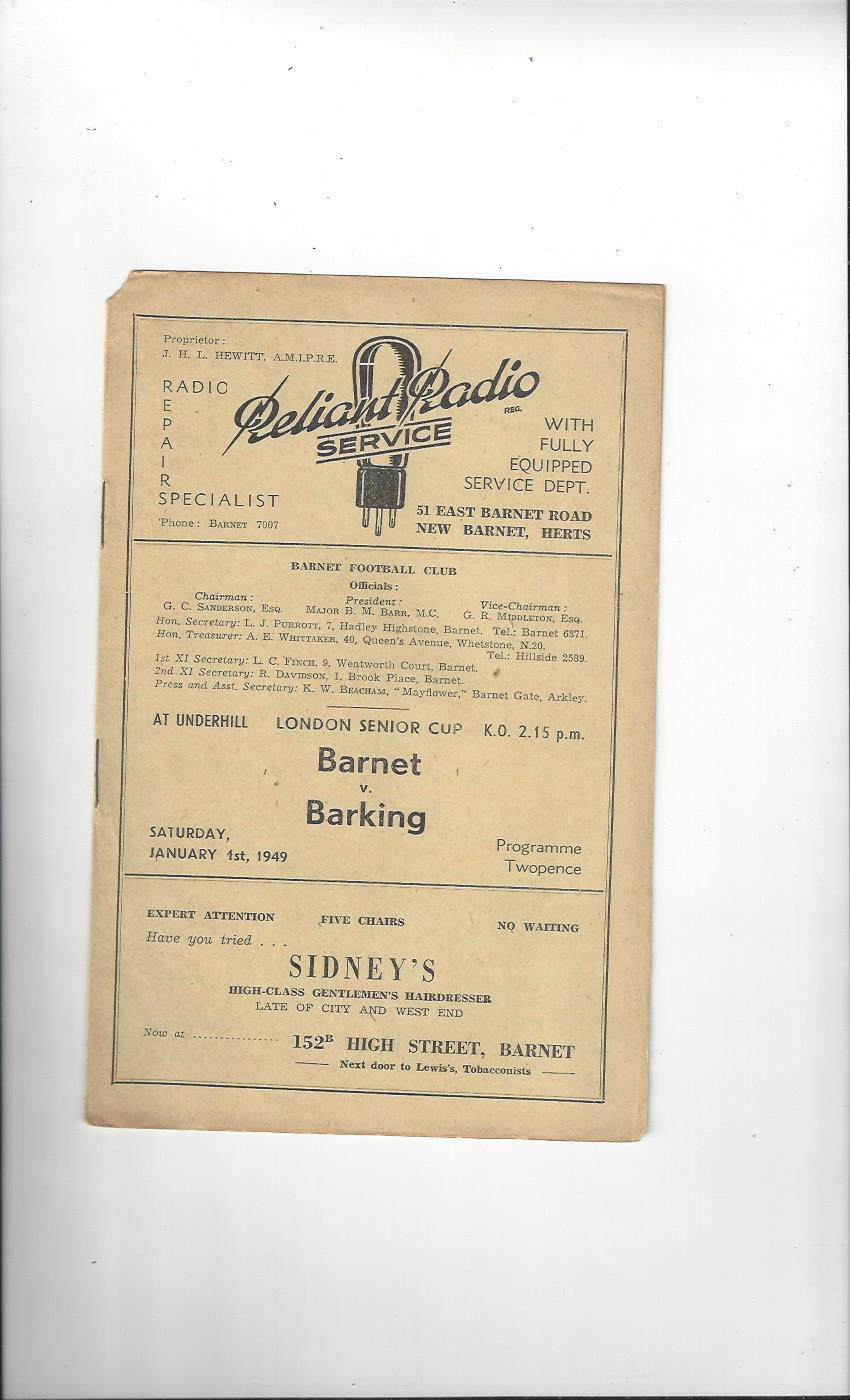 Proprietor :
J. H. L. HEWITT, A.M.I.P.R.E.
RADIO
REPAIR
SPECIALIST
'Phone : BARNET 7007
Reliant Radio
REG.
SERVICE
WITH
FULLY
EQUIPPED
SERVICE DEPT.
51 EAST BARNET ROAD
NEW BARNET, HERTS
BARNET FOOTBALL CLUB
Officials :
Chairman : President : Vice-Chairman :
G. C. SANDERSON, ESQ. MAJOR B. M. BARR, M.C. G. R. MIDDLETON, ESQ.
Hon. Secretary: L. J. PURROTT, 7, Hadley Highstone, Barnet. Tel.: Barnet 6871.
Hon. Treasurer: A. E. WHITTAKER, 40, Queen's Avenue, Whetstone, N.20.
Tel.: Hillside 2589.
1st XI Secretary: L. C. FINCH, 9, Wentworth Court, Barnet.
2nd XI Secretary: R. DAVIDSON, 1, Brook Place, Barnet.
Press and Asst. Secretary: K. W. BEACHAM, "Mayflower," Barnet Gate, Arkley.
AT UNDERHILL LONDON SENIOR CUP K.O. 2.15 p.m.
Barnet
v.
Barking
SATURDAY,
JANUARY 1st, 1949
Programme
Twopence
EXPERT ATTENTION FIVE CHAIRS NO WAITING
Have you tried . . .
SIDNEY'S
HIGH-CLASS GENTLEMEN'S HAIRDRESSER
LATE OF CITY AND WEST END
Now at ................ 152B HIGH STREET, BARNET
Next door to Lewis's, Tobacconists